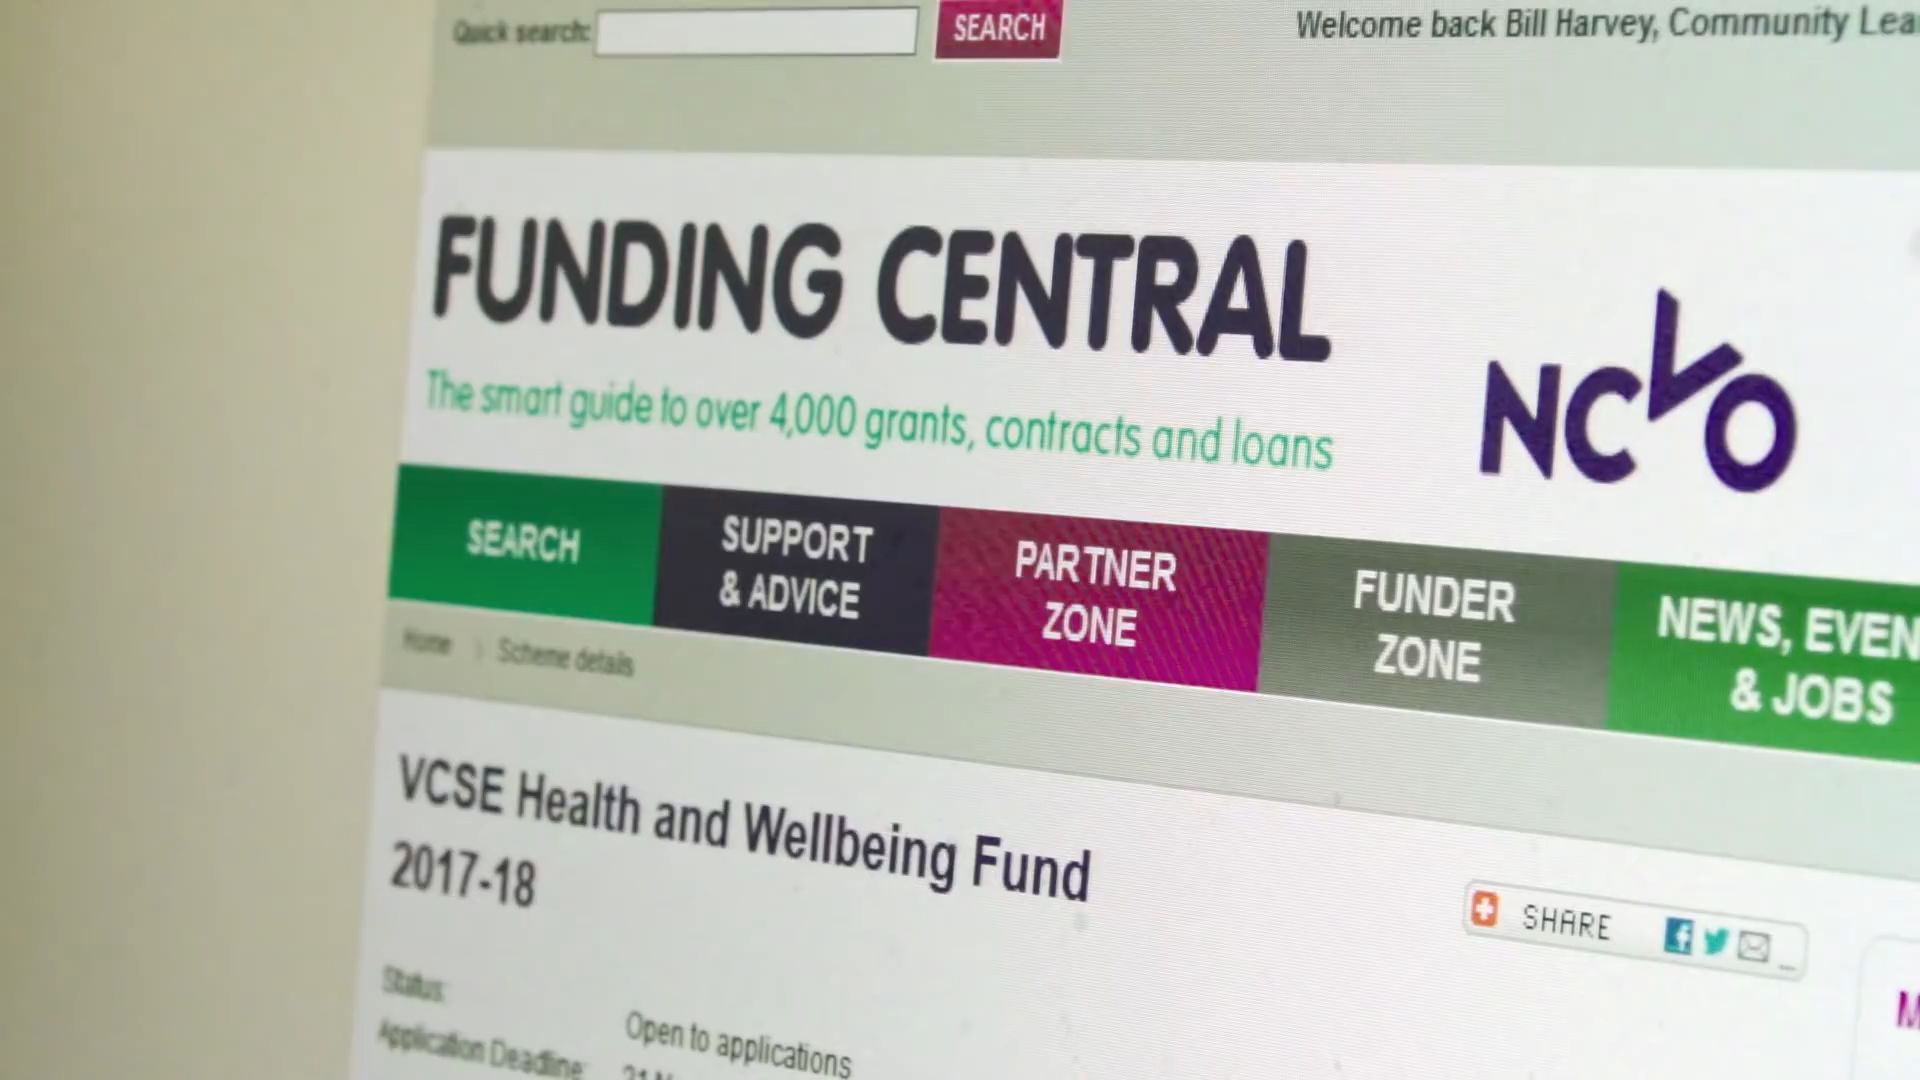 Quick search:
SEARCH
Welcome back Bill Harvey, Community Lea
FUNDING CENTRAL
The smart guide to over 4,000 grants, contracts and loans
NCVO
SEARCH
SUPPORT
& ADVICE
PARTNER
ZONE
FUNDER
ZONE
NEWS, EVEN
& JOBS
Home
Scheme details
VCSE Health and Wellbeing Fund
2017-18
SHARE
M
Status:
Open to applications
Application Deadline: